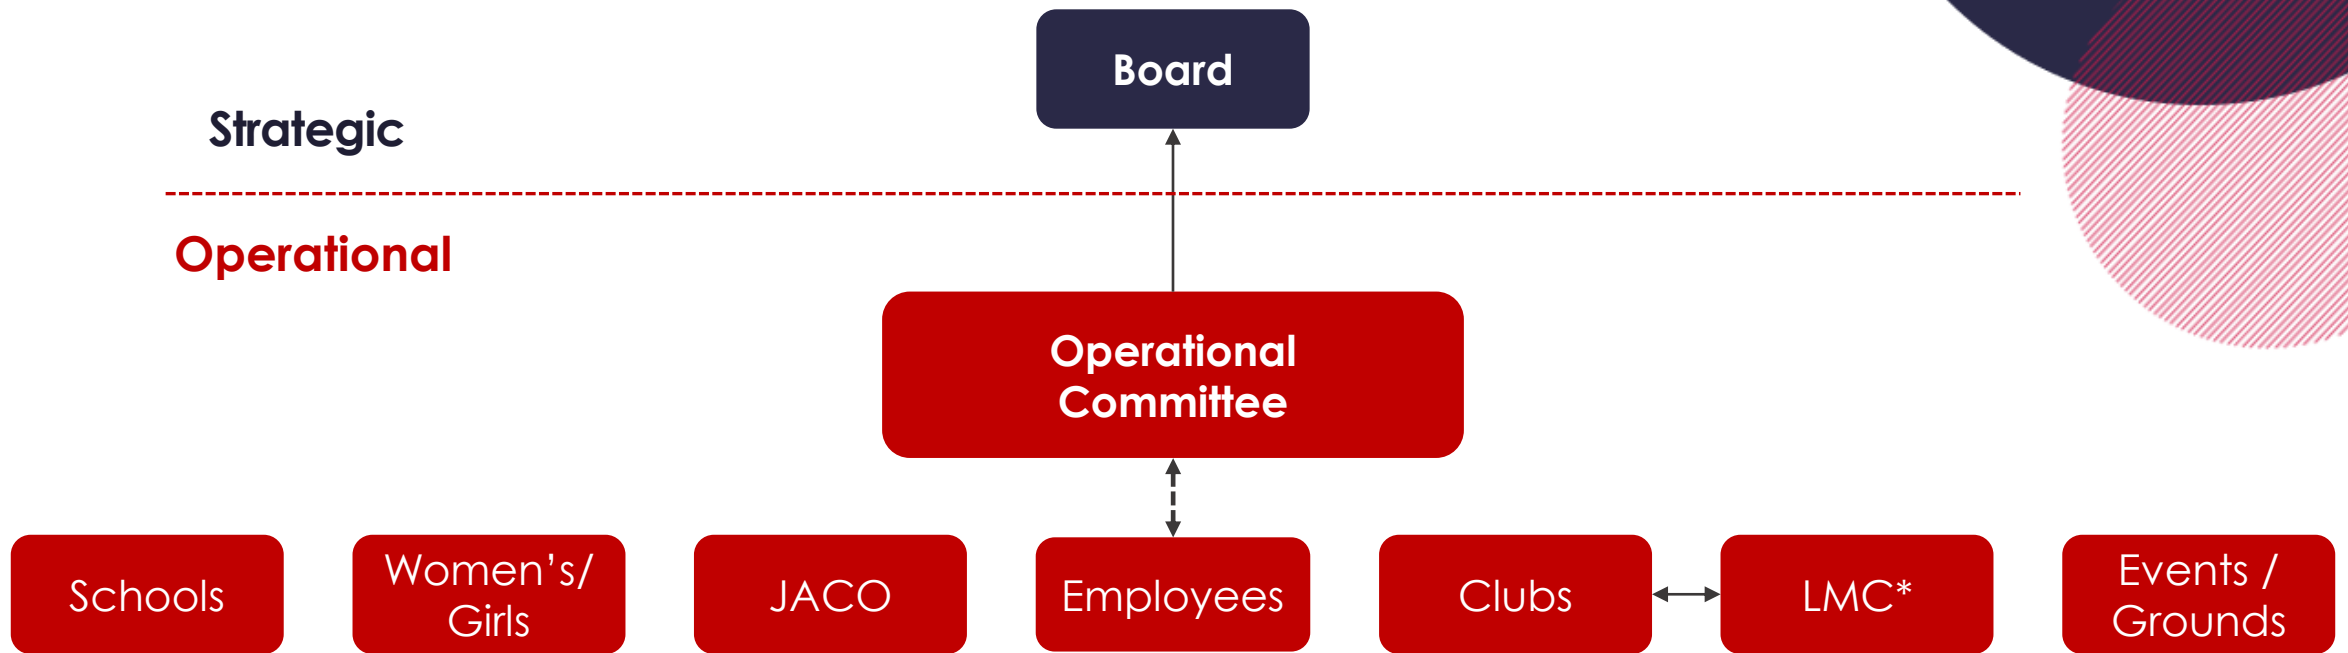 Board
Strategic
Operational
Operational
Committee
Schools
Women's/
Girls
JACO
Employees
Clubs
LMC*
Events /
Grounds